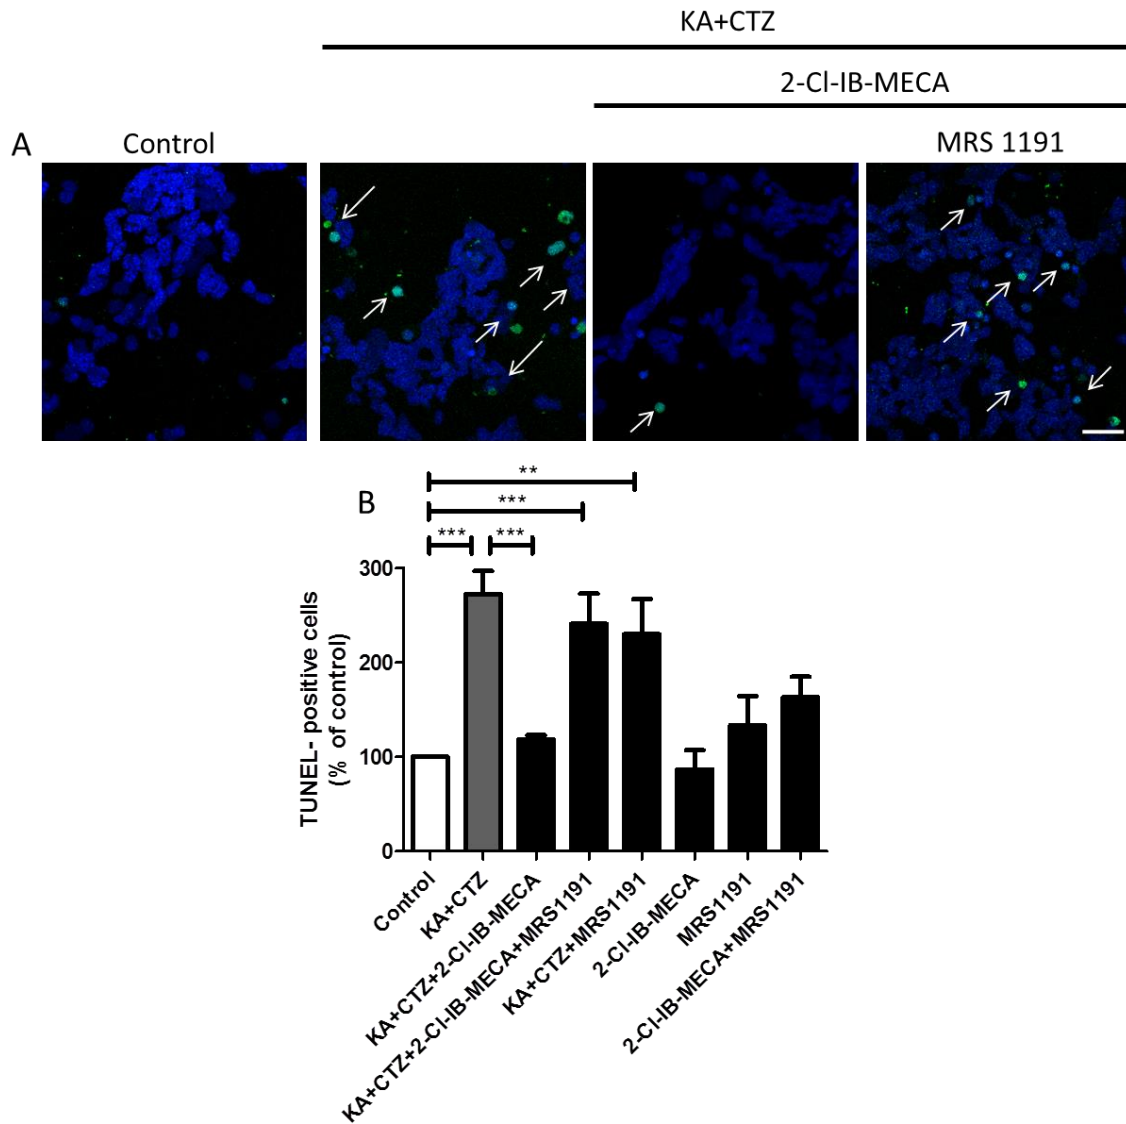 KA+CTZ
2-Cl-IB-MECA
A
Control
MRS 1191
B
**
***
*** ***
300
200
100
0
TUNEL- positive cells
(% of control)
Control
KA+CTZ
KA+CTZ+2-Cl-IB-MECA
KA+CTZ+2-Cl-IB-MECA+MRS1191
KA+CTZ+MRS1191
2-Cl-IB-MECA
MRS1191
2-Cl-IB-MECA+MRS1191